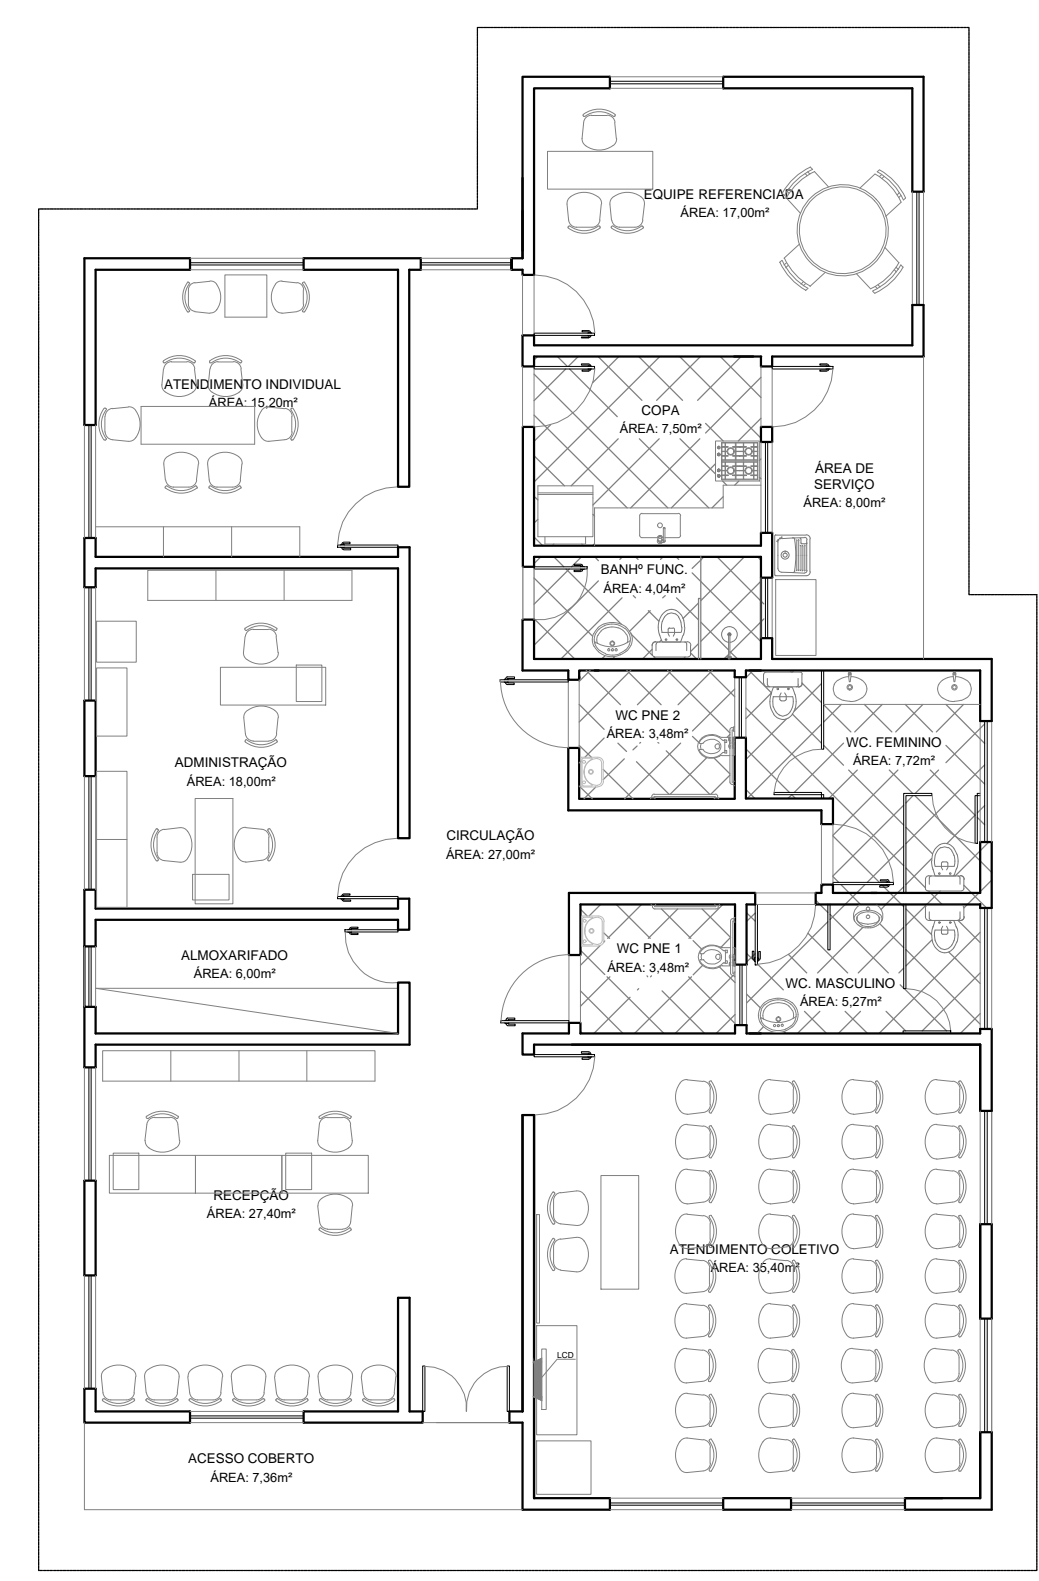 EQUIPE REFERENCIADA
ÁREA: 17,00m²
ATENDIMENTO INDIVIDUAL
ÁREA: 15,20m²
COPA
ÁREA: 7,50m²
ÁREA DE
SERVIÇO
ÁREA: 8,00m²
BANHº FUNC.
ÁREA: 4,04m²
WC PNE 2
ÁREA: 3,48m²
WC. FEMININO
ÁREA: 7,72m²
ADMINISTRAÇÃO
ÁREA: 18,00m²
CIRCULAÇÃO
ÁREA: 27,00m²
ALMOXARIFADO
ÁREA: 6,00m²
WC PNE 1
ÁREA: 3,48m²
WC. MASCULINO
ÁREA: 5,27m²
RECEPÇÃO
ÁREA: 27,40m²
ATENDIMENTO COLETIVO
ÁREA: 35,40m²
LCD
ACESSO COBERTO
ÁREA: 7,36m²